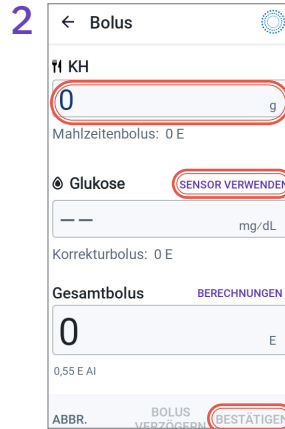 2
← Bolus
KH
0 g
Mahlzeitenbolus: 0 E
Glukose SENSOR VERWENDEN
-- mg/dL
Korrekturbolus: 0 E
Gesamtbolus BERECHNUNGEN
0 E
0,55 E AI
ABBR. BOLUS VERZÖGERN BESTÄTIGEN